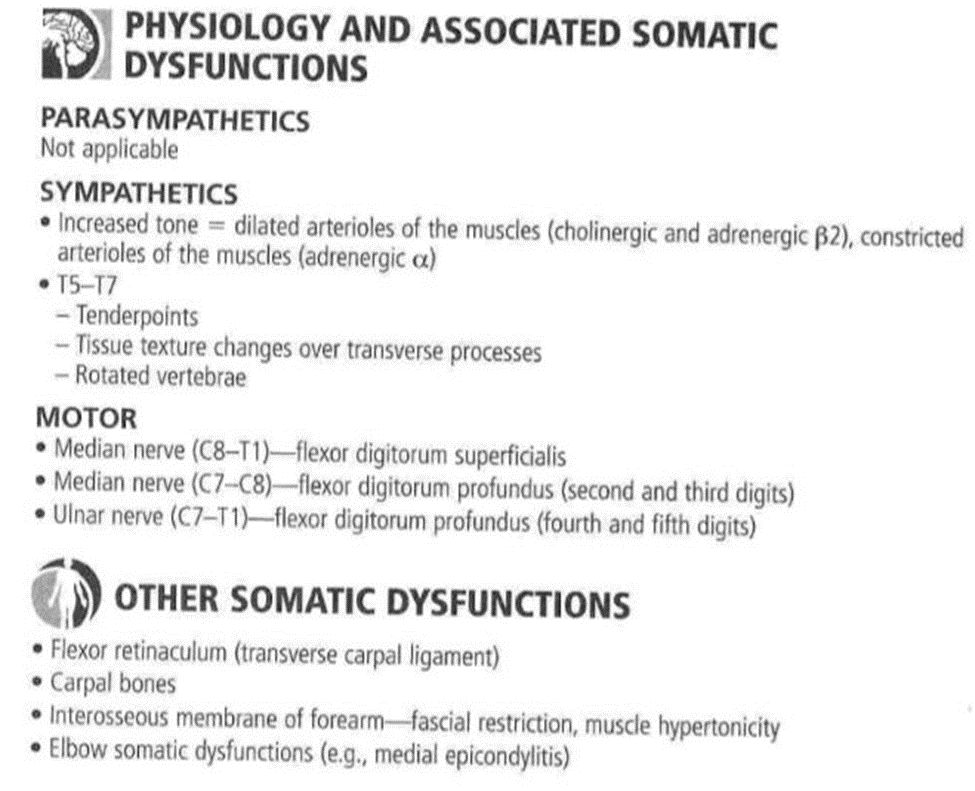 PHYSIOLOGY AND ASSOCIATED SOMATIC
DYSFUNCTIONS
PARASYMPATHETICS
Not applicable
SYMPATHETICS
• Increased tone = dilated arterioles of the muscles (cholinergic and adrenergic β2), constricted
arterioles of the muscles (adrenergic α)
• T5–T7
– Tenderpoints
– Tissue texture changes over transverse processes
– Rotated vertebrae
MOTOR
• Median nerve (C8–T1)—flexor digitorum superficialis
• Median nerve (C7–C8)—flexor digitorum profundus (second and third digits)
• Ulnar nerve (C7–T1)—flexor digitorum profundus (fourth and fifth digits)
OTHER SOMATIC DYSFUNCTIONS
• Flexor retinaculum (transverse carpal ligament)
• Carpal bones
• Interosseous membrane of forearm—fascial restriction, muscle hypertonicity
• Elbow somatic dysfunctions (e.g., medial epicondylitis)